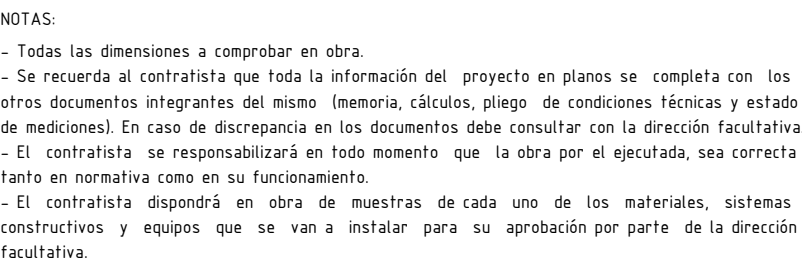 NOTAS:
- Todas las dimensiones a comprobar en obra.
- Se recuerda al contratista que toda la información del proyecto en planos se completa con los
otros documentos integrantes del mismo (memoria, cálculos, pliego de condiciones técnicas y estado
de mediciones). En caso de discrepancia en los documentos debe consultar con la dirección facultativa
- El contratista se responsabilizará en todo momento que la obra por el ejecutada, sea correcta
tanto en normativa como en su funcionamiento.
- El contratista dispondrá en obra de muestras de cada uno de los materiales, sistemas
constructivos y equipos que se van a instalar para su aprobación por parte de la dirección
facultativa.